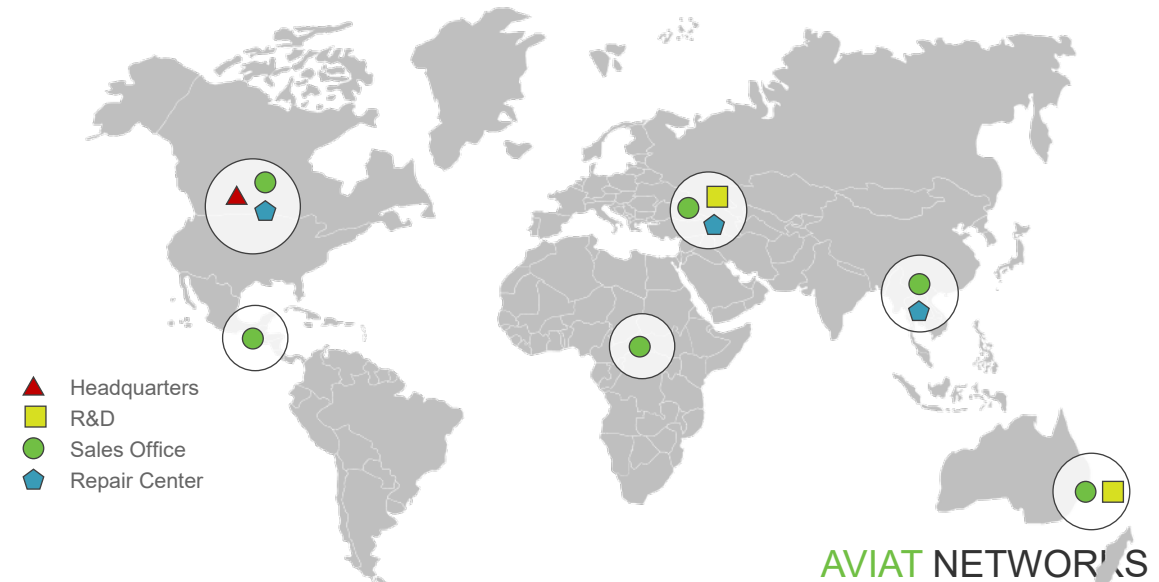 Headquarters
R&D
Sales Office
Repair Center
AVIAT NETWORKS